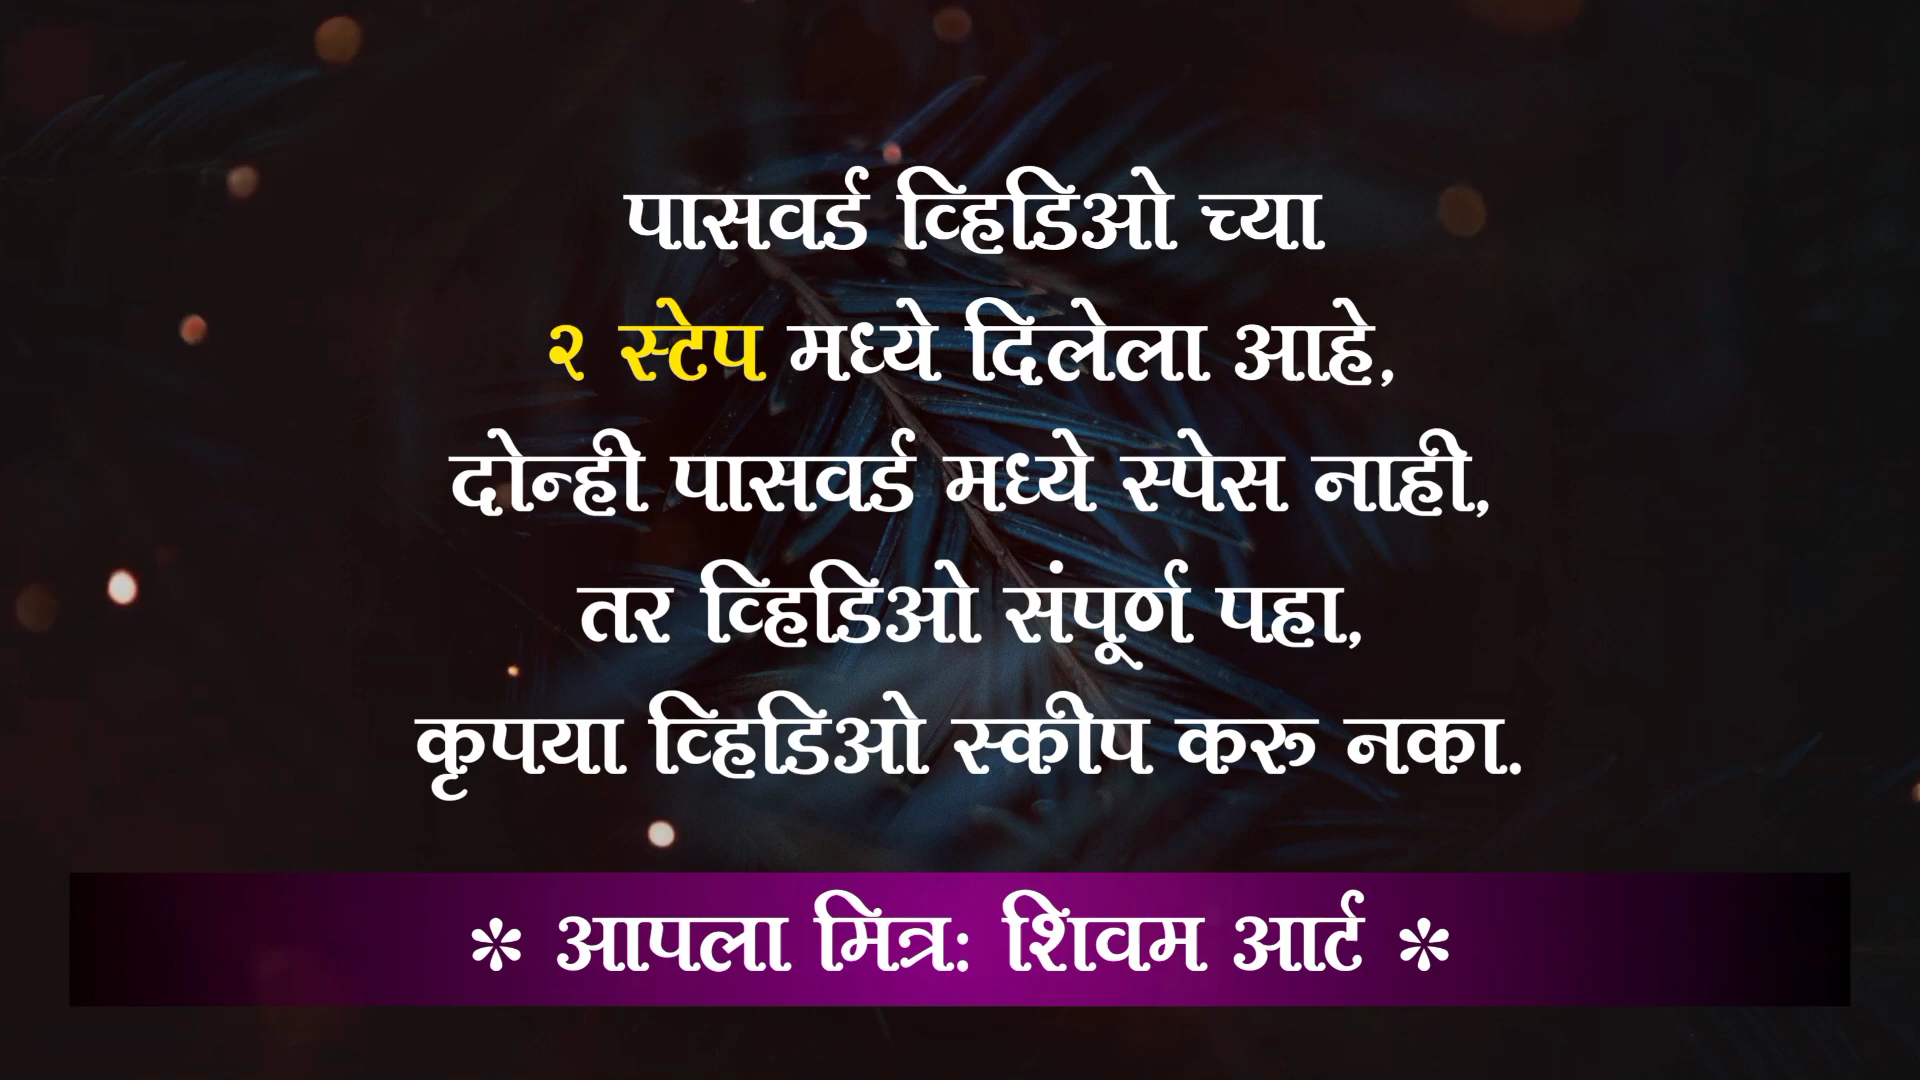 पासवर्ड व्हिडिओ च्या
२ स्टेप मध्ये दिलेला आहे,
दोन्ही पासवर्ड मध्ये स्पेस नाही,
तर व्हिडिओ संपूर्ण पहा,
कृपया व्हिडिओ स्कीप करू नका.
* आपला मित्र: शिवम आर्ट *